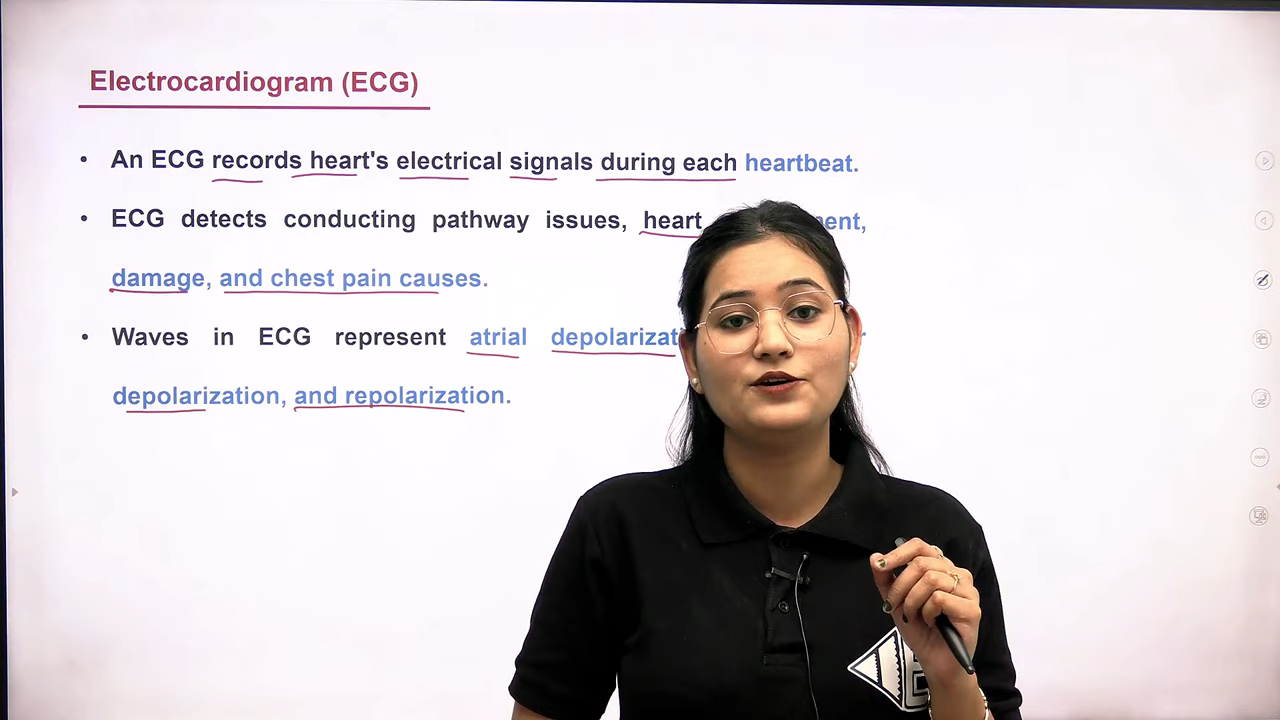 Electrocardiogram (ECG)
• An ECG records heart's electrical signals during each heartbeat.
• ECG detects conducting pathway issues, heart
damage, and chest pain causes.
• Waves in ECG represent atrial
depolarization, and repolarization.